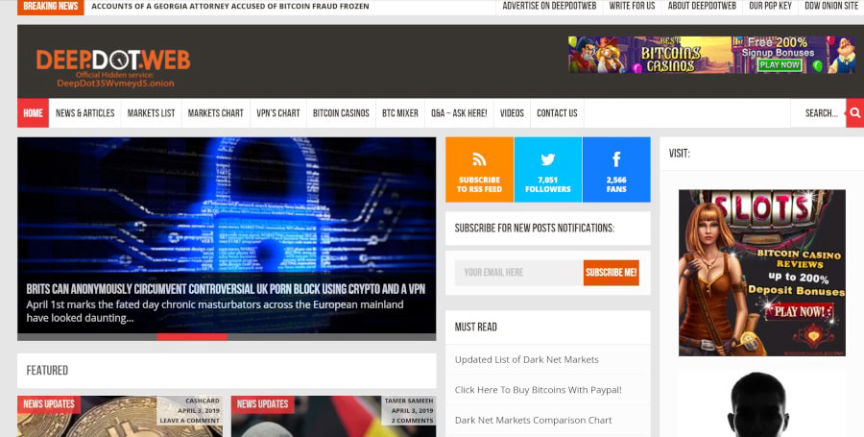 BREAKING NEWS ACCOUNTS OF A GEORGIA ATTORNEY ACCUSED OF BITCOIN FRAUD FROZEN ADVERTISE ON DEEPDOTWEB WRITE FOR US ABOUT DEEPDOTWEB OUR PGP KEY DDW ONION SITE
DEEP.DOT.WEB
Official Hidden service:
DeepDot35Wvmeyd5.onion
BEST
BITCOINS
CASINOS
Free 200%
Signup Bonuses
PLAY NOW
HOME NEWS & ARTICLES MARKETS LIST MARKETS CHART VPN'S CHART BITCOIN CASINOS BTC MIXER Q&A – ASK HERE! VIDEOS CONTACT US SEARCH...
BRITS CAN ANONYMOUSLY CIRCUMVENT CONTROVERSIAL UK PORN BLOCK USING CRYPTO AND A VPN
April 1st marks the fated day chronic masturbators across the European mainland
have looked daunting...
FEATURED
NEWS UPDATES
CASHCARD
APRIL 3, 2019
LEAVE A COMMENT
NEWS UPDATES
TAMER SAMEEH
APRIL 3, 2019
2 COMMENTS
SUBSCRIBE
TO RSS FEED
7,051
FOLLOWERS
2,566
FANS
SUBSCRIBE FOR NEW POSTS NOTIFICATIONS:
YOUR EMAIL HERE SUBSCRIBE ME!
MUST READ
Updated List of Dark Net Markets
Click Here To Buy Bitcoins With Paypal!
Dark Net Markets Comparison Chart
VISIT:
SLOTS
BITCOIN CASINO
REVIEWS
up to 200%
Deposit Bonuses
PLAY NOW!